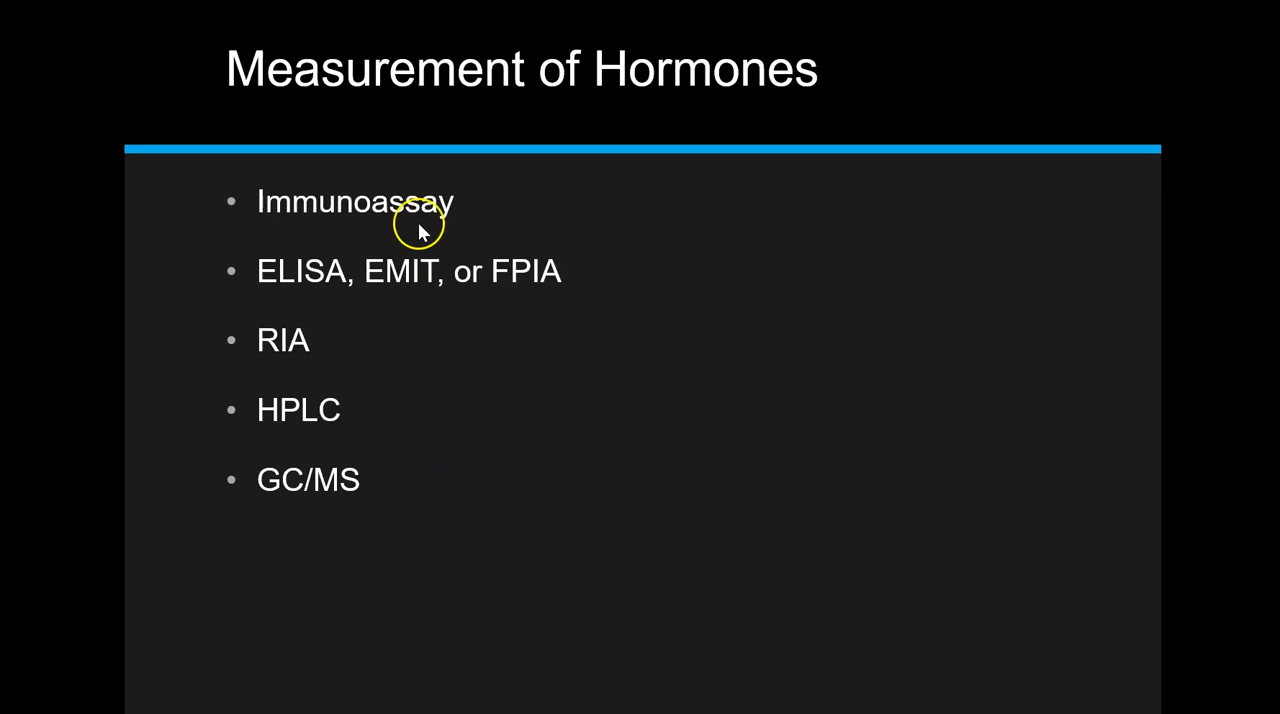 Measurement of Hormones
• Immunoassay
• ELISA, EMIT, or FPIA
• RIA
• HPLC
• GC/MS